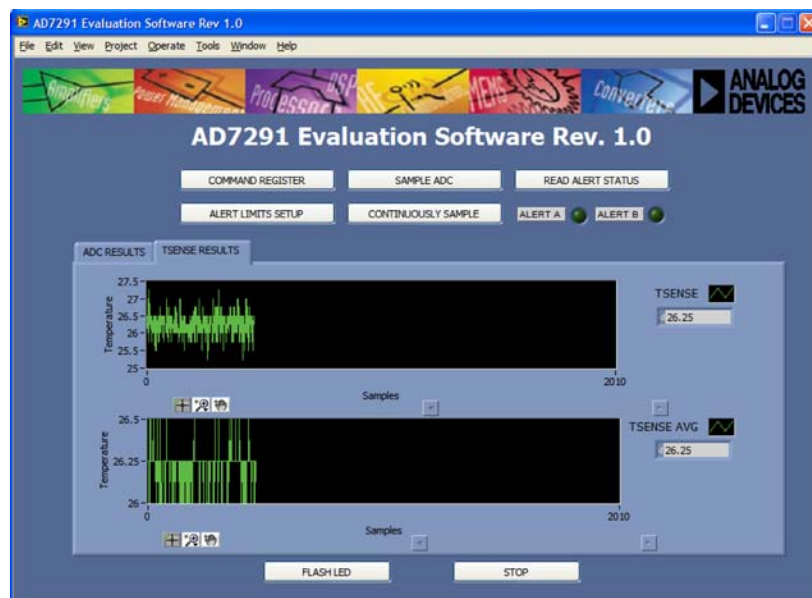 AD7291 Evaluation Software Rev 1.0
File Edit View Project Operate Tools Window Help
Amplifiers Power Management Processors DSP RF MEMS Converters ANALOG DEVICES
AD7291 Evaluation Software Rev. 1.0
COMMAND REGISTER SAMPLE ADC READ ALERT STATUS
ALERT LIMITS SETUP CONTINUOUSLY SAMPLE ALERT A ALERT B
ADC RESULTS TSENSE RESULTS
27.5
27
26.5
26
25.5
25
Temperature
0 2010
Samples
TSENSE
26.25
26.5
26.25
26
Temperature
0 2010
Samples
TSENSE AVG
26.25
FLASH LED STOP